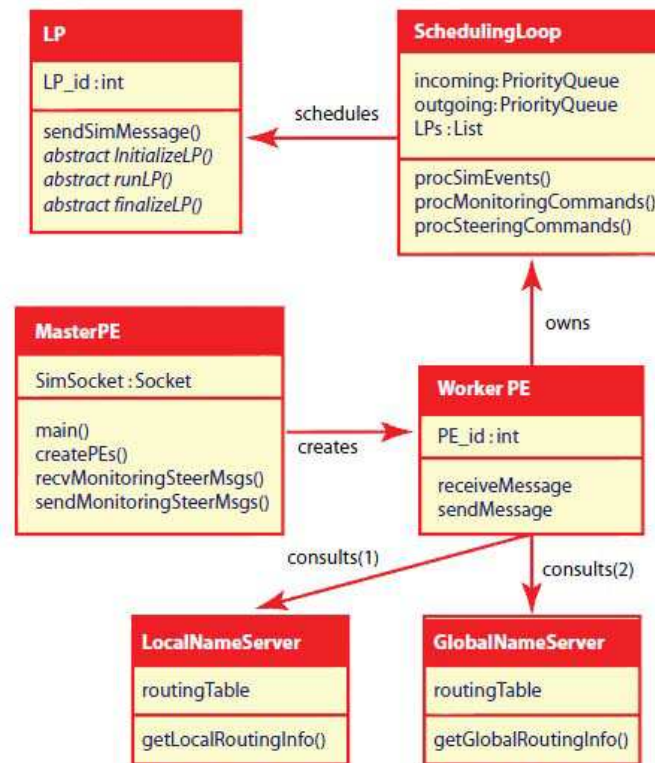 LP
LP_id : int
sendSimMessage()
abstract InitializeLP()
abstract runLP()
abstract finalizeLP()
schedules
SchedulingLoop
incoming: PriorityQueue
outgoing: PriorityQueue
LPs : List
procSimEvents()
procMonitoringCommands()
procSteeringCommands()
owns
MasterPE
SimSocket : Socket
main()
createPEs()
recvMonitoringSteerMsgs()
sendMonitoringSteerMsgs()
creates
Worker PE
PE_id : int
receiveMessage
sendMessage
consults(1)
consults(2)
LocalNameServer
routingTable
getLocalRoutingInfo()
GlobalNameServer
routingTable
getGlobalRoutingInfo()